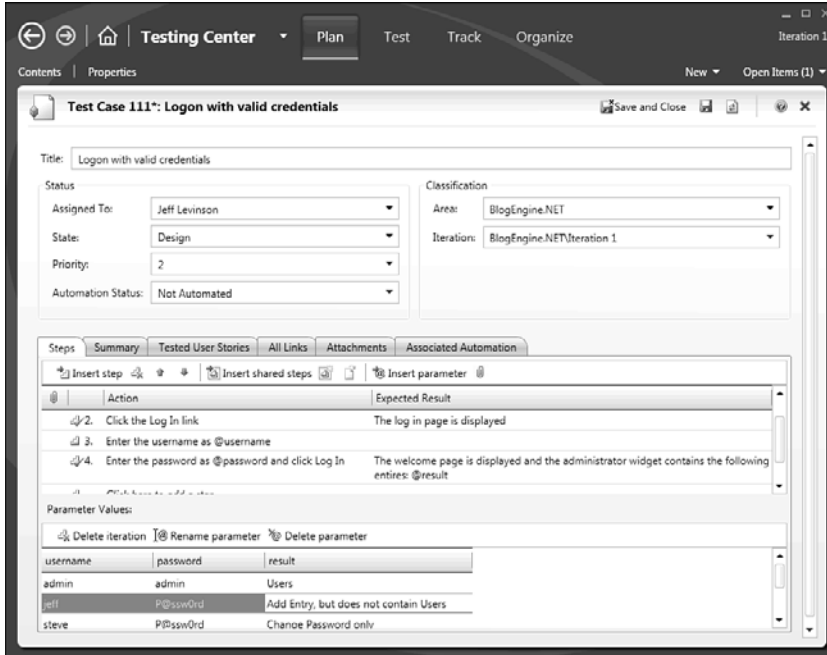 Testing Center Plan Test Track Organize Iteration 1
Contents Properties New Open Items (1)
Test Case 111*: Logon with valid credentials Save and Close
Title: Logon with valid credentials
Status Classification
Assigned To: Jeff Levinson Area: BlogEngine.NET
State: Design Iteration: BlogEngine.NET\Iteration 1
Priority: 2
Automation Status: Not Automated
Steps Summary Tested User Stories All Links Attachments Associated Automation
Insert step Insert shared steps Insert parameter
Action Expected Result
2. Click the Log In link The log in page is displayed
3. Enter the username as @username
4. Enter the password as @password and click Log In The welcome page is displayed and the administrator widget contains the following
entires: @result
Click here to add a step
Parameter Values:
Delete iteration Rename parameter Delete parameter
username password result
admin admin Users
jeff P@ssw0rd Add Entry, but does not contain Users
steve P@ssw0rd Change Password only